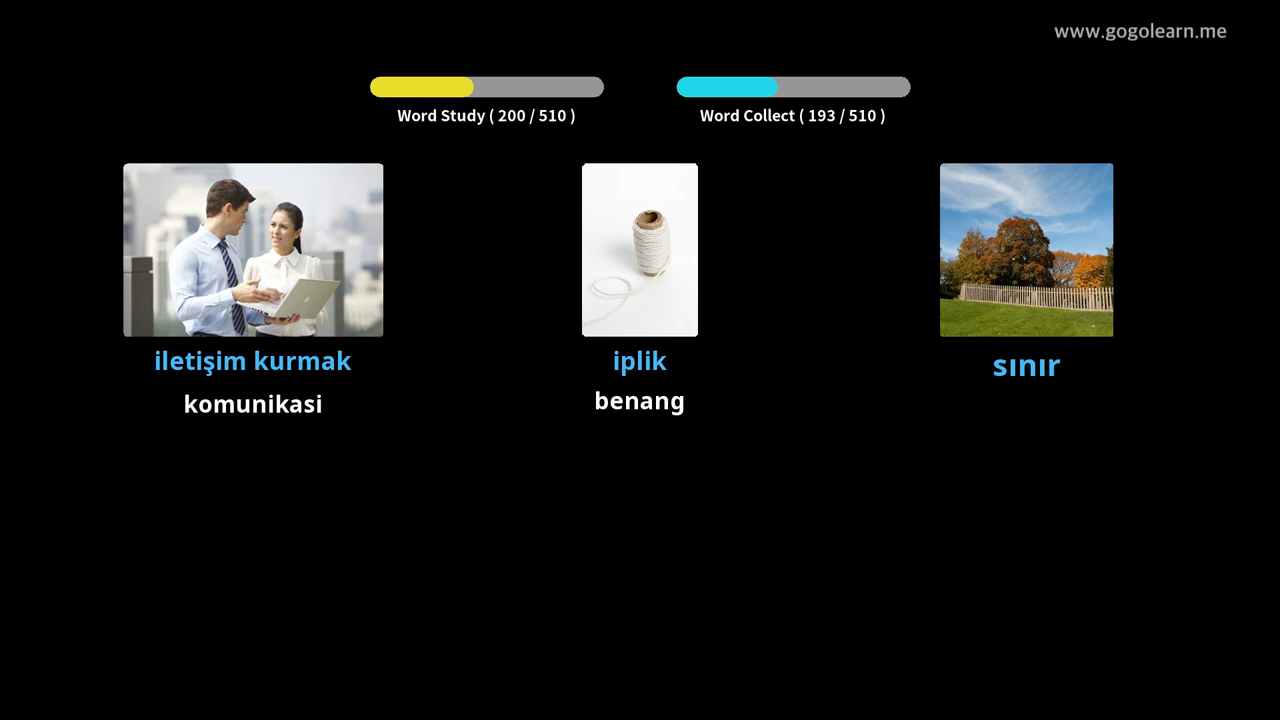 www.gogolearn.me
Word Study ( 200 / 510 )
Word Collect ( 193 / 510 )
iletişim kurmak
komunikasi
iplik
benang
sınır